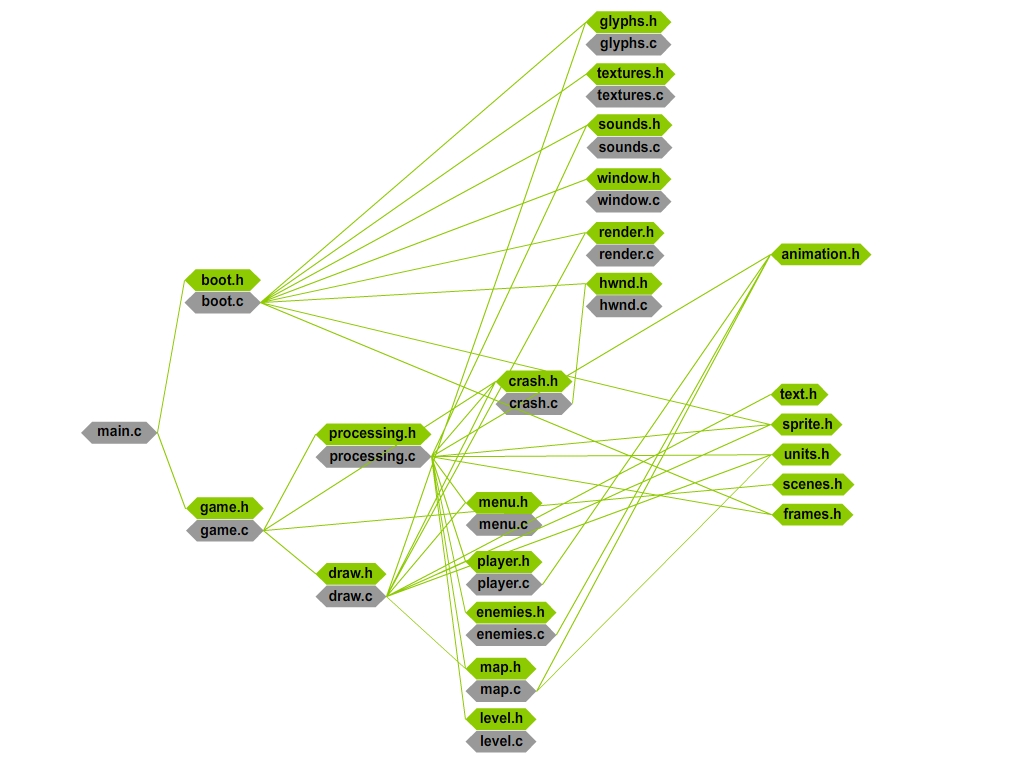 glyphs.h
glyphs.c
textures.h
textures.c
sounds.h
sounds.c
window.h
window.c
render.h
render.c
animation.h
boot.h
boot.c
hwnd.h
hwnd.c
crash.h
crash.c
text.h
sprite.h
main.c
processing.h
processing.c
units.h
scenes.h
game.h
game.c
menu.h
menu.c
frames.h
draw.h
draw.c
player.h
player.c
enemies.h
enemies.c
map.h
map.c
level.h
level.c